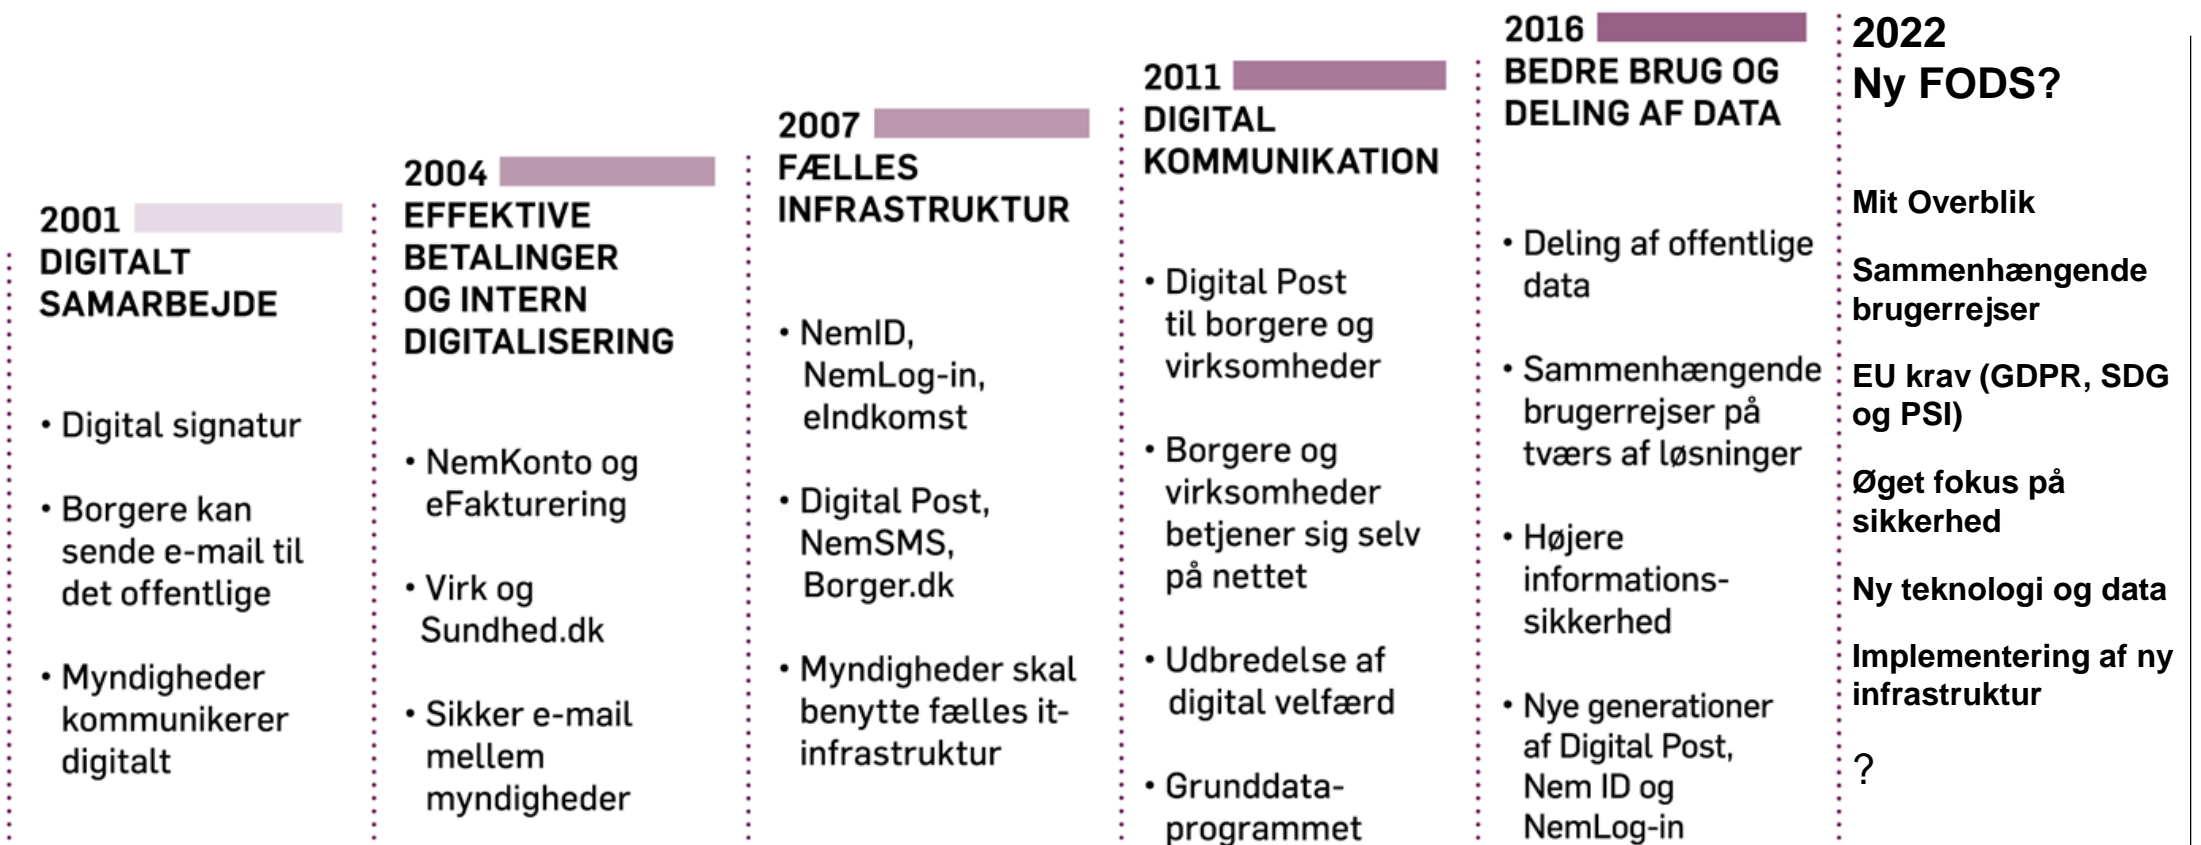 2001
DIGITALT
SAMARBEJDE
• Digital signatur
• Borgere kan
sende e-mail til
det offentlige
• Myndigheder
kommunikerer
digitalt
2004
EFFEKTIVE
BETALINGER
OG INTERN
DIGITALISERING
• NemKonto og
eFakturering
• Virk og
Sundhed.dk
• Sikker e-mail
mellem
myndigheder
2007
FÆLLES
INFRASTRUKTUR
• NemID,
NemLog-in,
eIndkomst
• Digital Post,
NemSMS,
Borger.dk
• Myndigheder skal
benytte fælles it-
infrastruktur
2011
DIGITAL
KOMMUNIKATION
• Digital Post
til borgere og
virksomheder
• Borgere og
virksomheder
betjener sig selv
på nettet
• Udbredelse af
digital velfærd
• Grunddata-
programmet
2016
BEDRE BRUG OG
DELING AF DATA
• Deling af offentlige
data
• Sammenhængende
brugerrejser på
tværs af løsninger
• Højere
informations-
sikkerhed
• Nye generationer
af Digital Post,
Nem ID og
NemLog-in
2022
Ny FODS?
Mit Overblik
Sammenhængende
brugerrejser
EU krav (GDPR, SDG
og PSI)
Øget fokus på
sikkerhed
Ny teknologi og data
Implementering af ny
infrastruktur
?